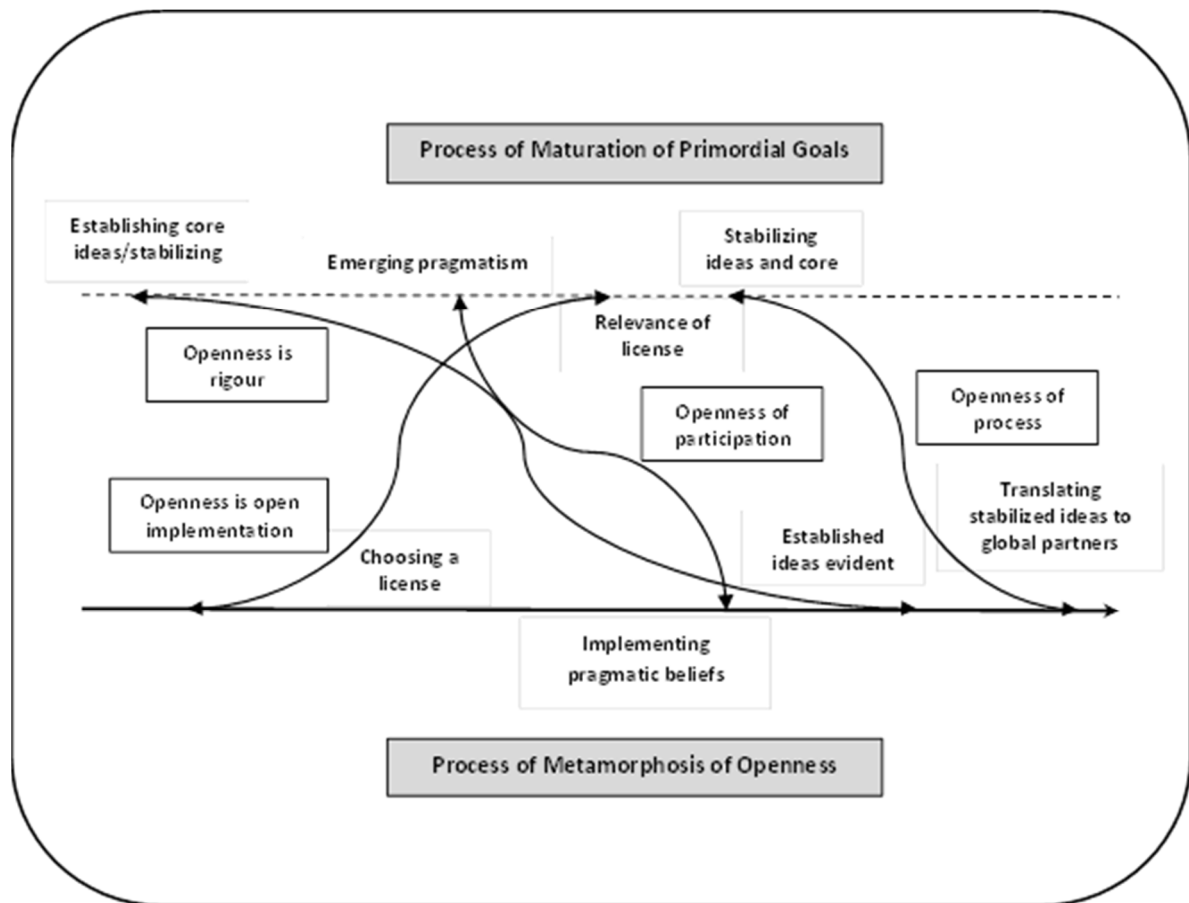 Process of Maturation of Primordial Goals
Establishing core
ideas/stabilizing
Emerging pragmatism
Stabilizing
ideas and core
Relevance of
license
Openness is
rigour
Openness of
participation
Openness of
process
Openness is open
implementation
Choosing a
license
Established
ideas evident
Translating
stabilized ideas to
global partners
Implementing
pragmatic beliefs
Process of Metamorphosis of Openness